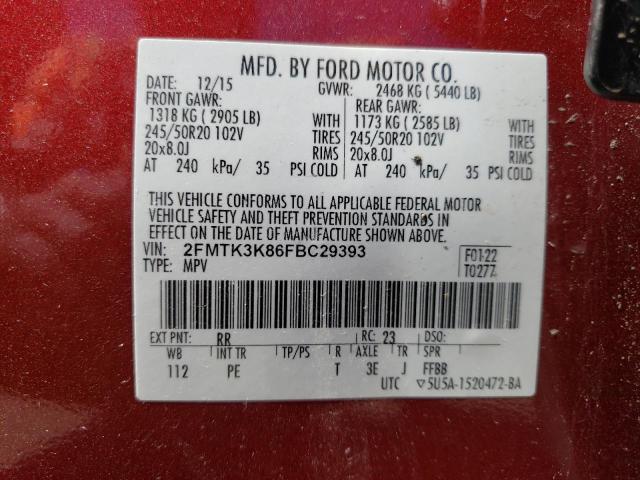 MFD. BY FORD MOTOR CO.
DATE: 12/15 GVWR: 2468 KG ( 5440 LB)
FRONT GAWR: REAR GAWR:
1318 KG ( 2905 LB) WITH 1173 KG ( 2585 LB) WITH
245/50R20 102V TIRES 245/50R20 102V TIRES
20x8.0J RIMS 20x8.0J RIMS
AT 240 kPa/ 35 PSI COLD AT 240 kPa/ 35 PSI COLD
THIS VEHICLE CONFORMS TO ALL APPLICABLE FEDERAL MOTOR
VEHICLE SAFETY AND THEFT PREVENTION STANDARDS IN
EFFECT ON THE DATE OF MANUFACTURE SHOWN ABOVE.
VIN: 2FMTK3K86FBC29393 F0122
TYPE: MPV T0277
EXT PNT: RR RC: 23 DSO:
WB INT TR TP/PS R AXLE TR SPR
112 PE T 3E J FFBB
UTC ▽5U5A-1520472-BA